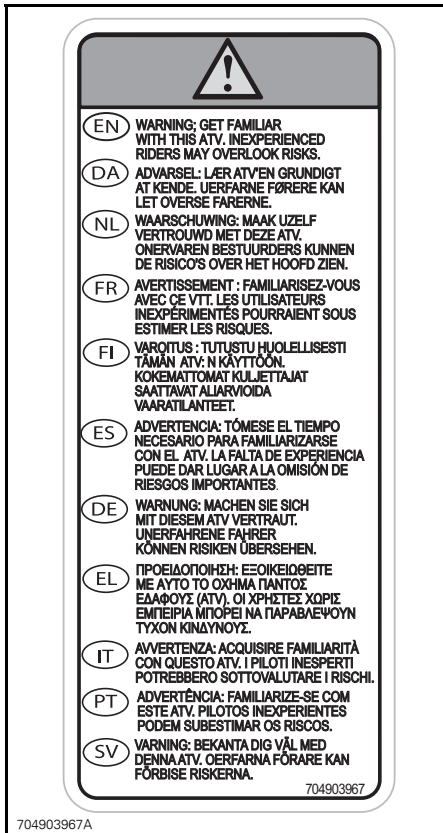 EN WARNING; GET FAMILIAR
WITH THIS ATV. INEXPERIENCED
RIDERS MAY OVERLOOK RISKS.
DA ADVARSEL: LÆR ATV'EN GRUNDIGT
AT KENDE. UERFARNE FØRERE KAN
LET OVERSE FARERNE.
NL WAARSCHUWING: MAAK UZELF
VERTROUWD MET DEZE ATV.
ONERVAREN BESTUURDERS KUNNEN
DE RISICO'S OVER HET HOOFD ZIEN.
FR AVERTISSEMENT : FAMILIARISEZ-VOUS
AVEC CE VTT. LES UTILISATEURS
INEXPÉRIMENTÉS POURRAIENT SOUS
ESTIMER LES RISQUES.
FI VAROITUS : TUTUSTU HUOLELLISESTI
TÄMÄN ATV: N KÄYTTÖÖN.
KOKEMATTOMAT KULJETTAJAT
SAATTAVAT ALIARVIOIDA
VAARATILANTEET.
ES ADVERTENCIA: TÓMESE EL TIEMPO
NECESARIO PARA FAMILIARIZARSE
CON EL ATV. LA FALTA DE EXPERIENCIA
PUEDE DAR LUGAR A LA OMISIÓN DE
RIESGOS IMPORTANTES.
DE WARNUNG: MACHEN SIE SICH
MIT DIESEM ATV VERTRAUT.
UNERFAHRENE FAHRER
KÖNNEN RISIKEN ÜBERSEHEN.
EL ΠΡΟΕΙΔΟΠΟΙΗΣΗ: ΕΞΟΙΚΕΙΩΘΕΙΤΕ
ΜΕ ΑΥΤΟ ΤΟ ΟΧΗΜΑ ΠΑΝΤΟΣ
ΕΔΑΦΟΥΣ (ATV). ΟΙ ΧΡΗΣΤΕΣ ΧΩΡΙΣ
ΕΜΠΕΙΡΙΑ ΜΠΟΡΕΙ ΝΑ ΠΑΡΑΒΛΕΨΟΥΝ
ΤΥΧΟΝ ΚΙΝΔΥΝΟΥΣ.
IT AVVERTENZA: ACQUISIRE FAMILIARITÀ
CON QUESTO ATV. I PILOTI INESPERTI
POTREBBERO SOTTOVALUTARE I RISCHI.
PT ADVERTÊNCIA: FAMILIARIZE-SE COM
ESTE ATV. PILOTOS INEXPERIENTES
PODEM SUBESTIMAR OS RISCOS.
SV VARNING: BEKANTA DIG VÄL MED
DENNA ATV. OERFARNA FÖRARE KAN
FÖRBISE RISKERNA.
704903967
704903967A